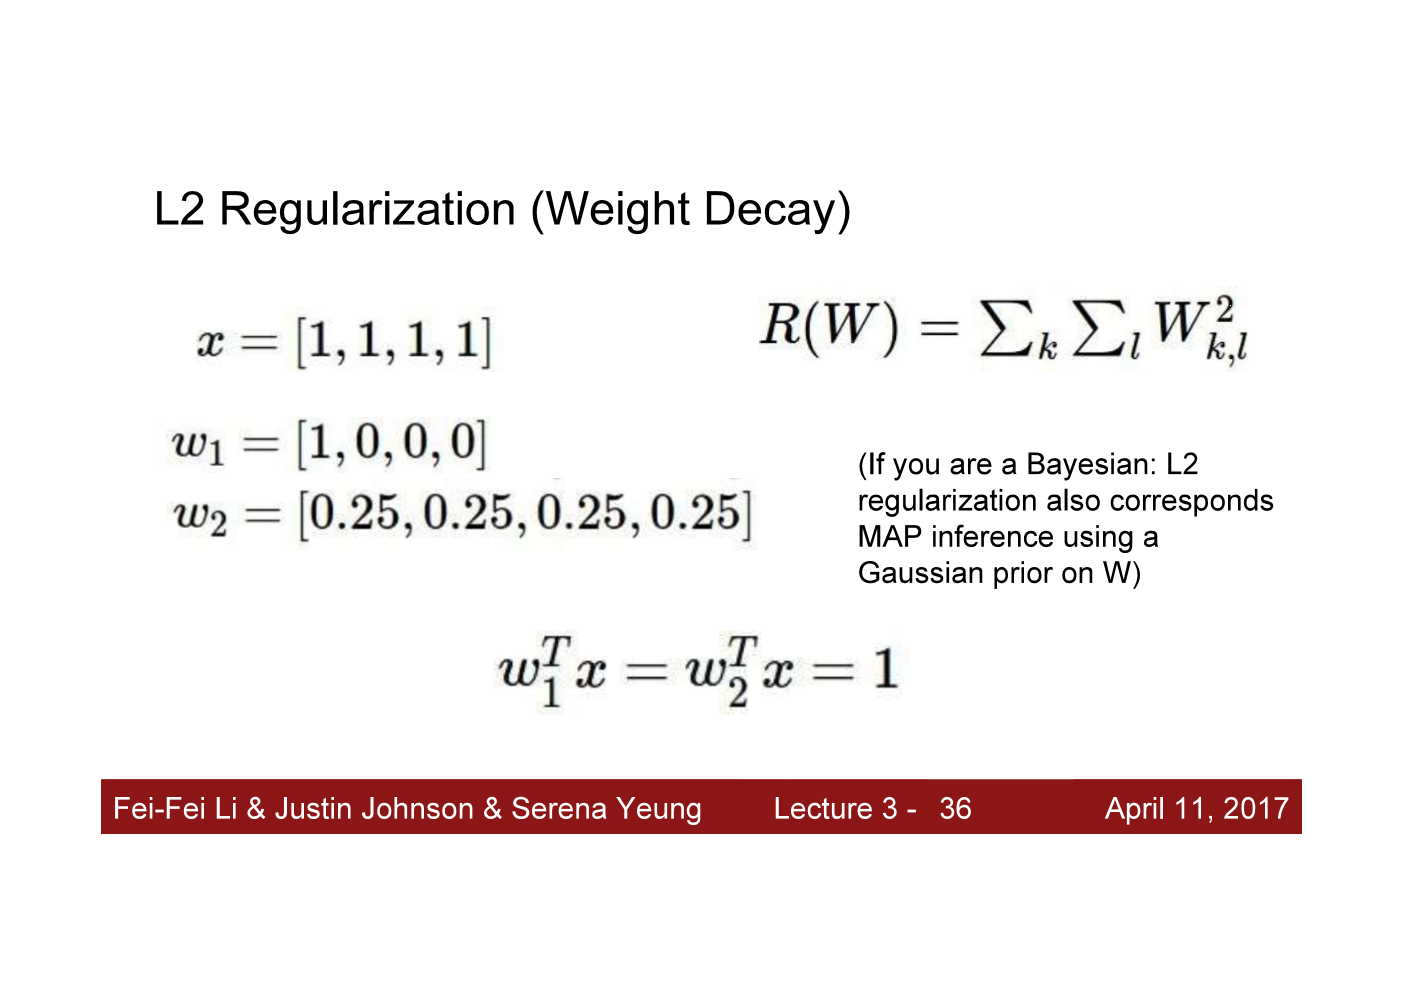 L2 Regularization (Weight Decay)
x = [1, 1, 1, 1]
R(W) = ∑_k ∑_l W_{k,l}^2
w_1 = [1, 0, 0, 0]
w_2 = [0.25, 0.25, 0.25, 0.25]
(If you are a Bayesian: L2
regularization also corresponds
MAP inference using a
Gaussian prior on W)
w_1^T x = w_2^T x = 1
Fei-Fei Li & Justin Johnson & Serena Yeung Lecture 3 - 36 April 11, 2017